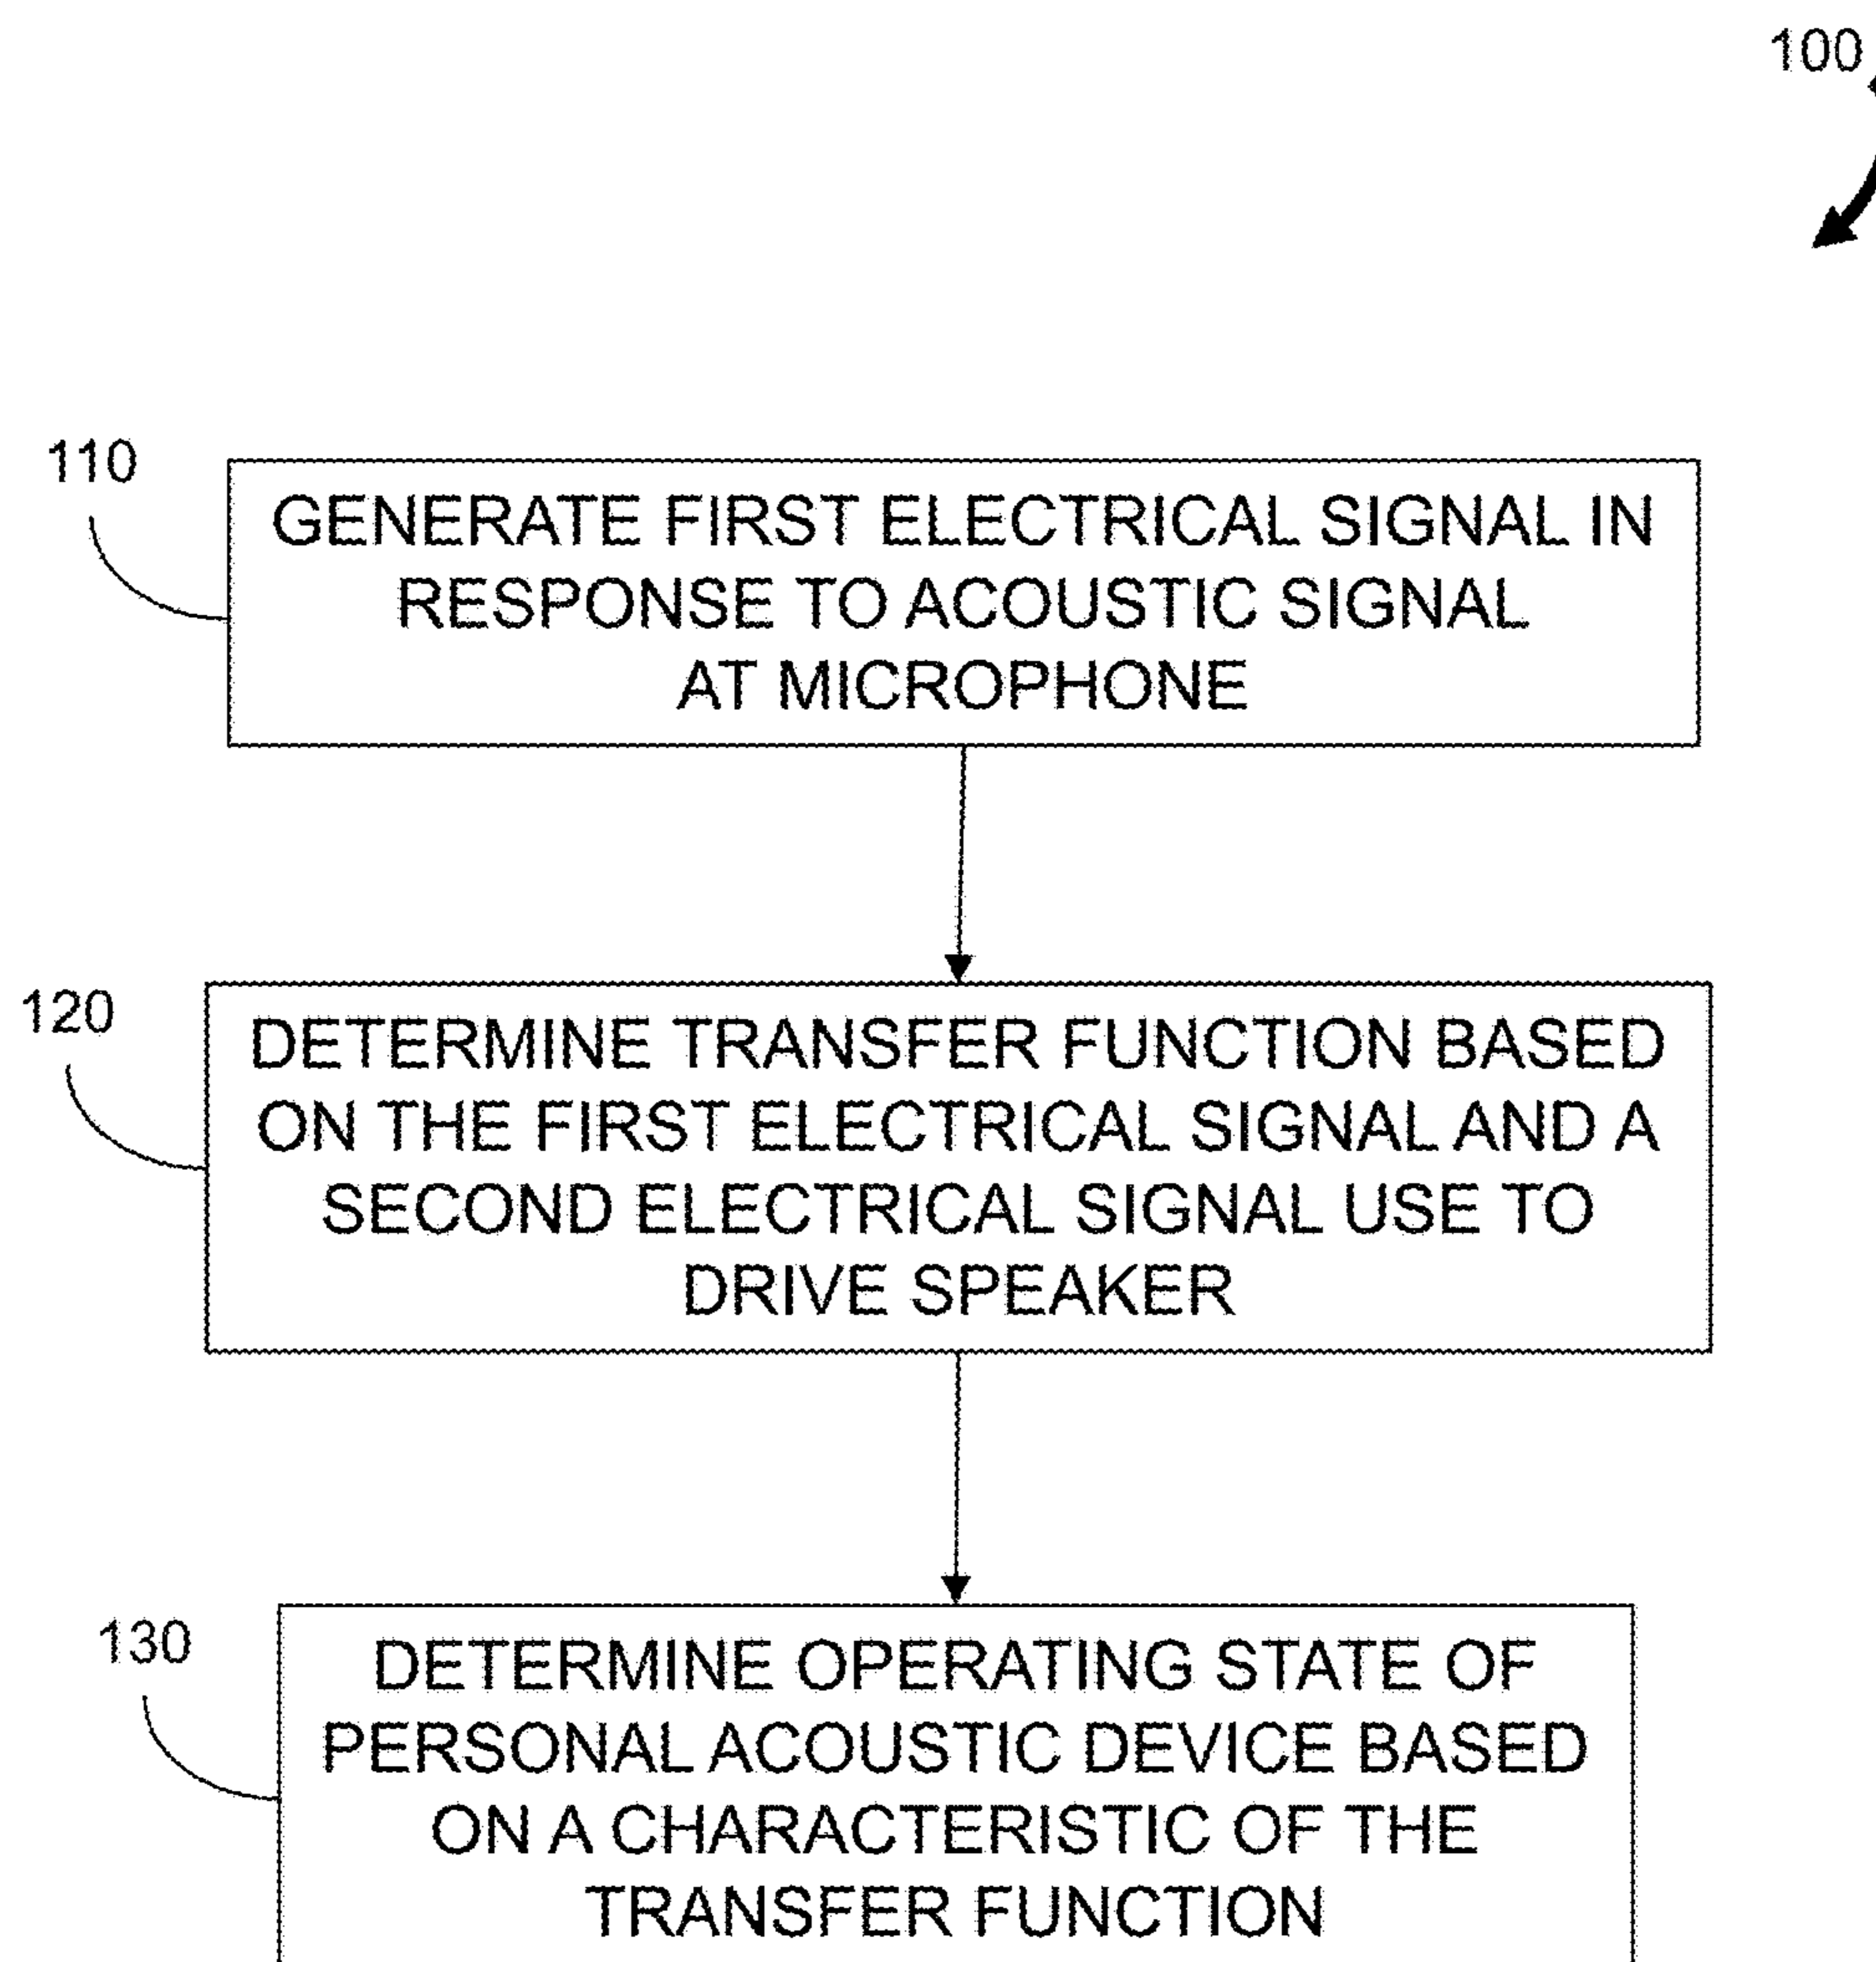 100
110
GENERATE FIRST ELECTRICAL SIGNAL IN
RESPONSE TO ACOUSTIC SIGNAL
AT MICROPHONE
120
DETERMINE TRANSFER FUNCTION BASED
ON THE FIRST ELECTRICAL SIGNAL AND A
SECOND ELECTRICAL SIGNAL USE TO
DRIVE SPEAKER
130
DETERMINE OPERATING STATE OF
PERSONAL ACOUSTIC DEVICE BASED
ON A CHARACTERISTIC OF THE
TRANSFER FUNCTION